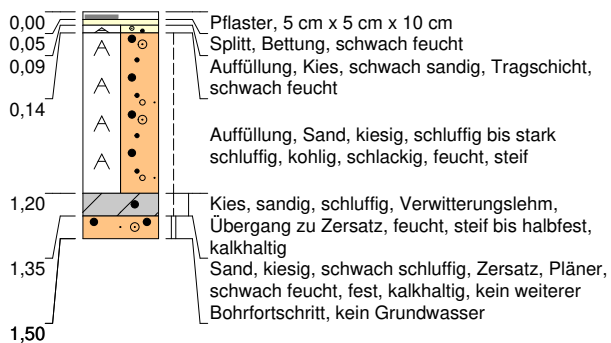 0,00
Pflaster, 5 cm x 5 cm x 10 cm
0,05
Splitt, Bettung, schwach feucht
0,09
Auffüllung, Kies, schwach sandig, Tragschicht,
schwach feucht
0,14
Auffüllung, Sand, kiesig, schluffig bis stark
schluffig, kohlig, schlackig, feucht, steif
1,20
Kies, sandig, schluffig, Verwitterungslehm,
Übergang zu Zersatz, feucht, steif bis halbfest,
kalkhaltig
1,35
Sand, kiesig, schwach schluffig, Zersatz, Pläner,
schwach feucht, fest, kalkhaltig, kein weiterer
Bohrfortschritt, kein Grundwasser
1,50